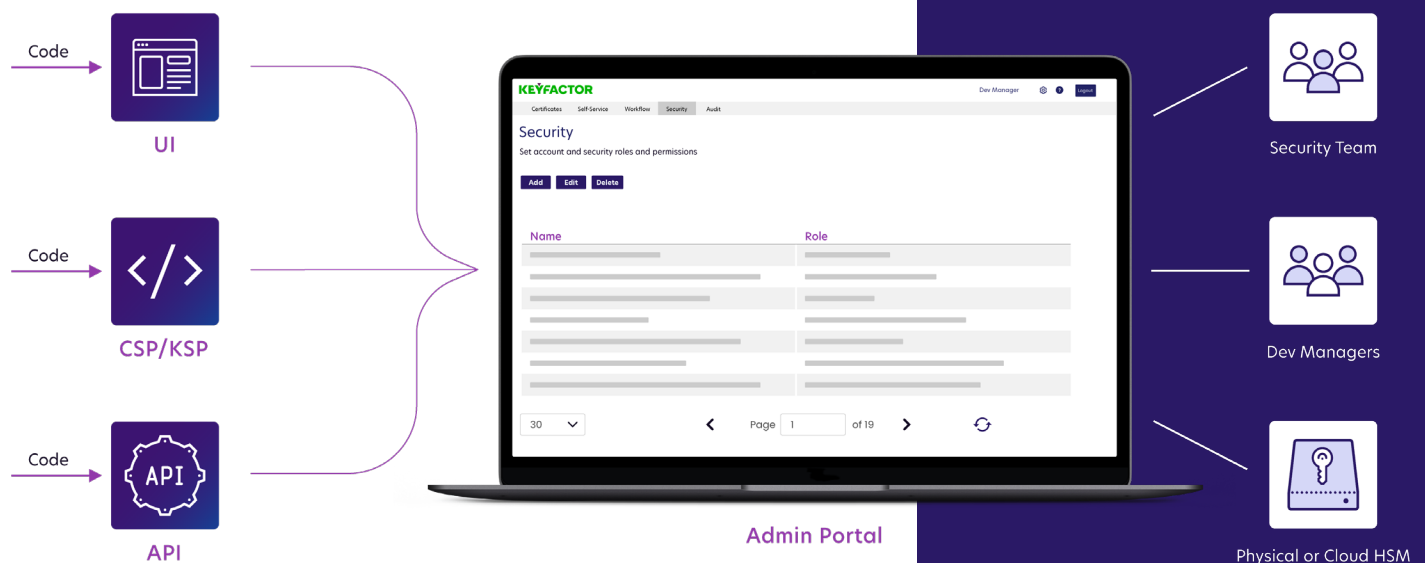 Code
UI
Code
CSP/KSP
Code
API
API
KEYFACTOR
Dev Manager
?
Logout
Certificates Self-Service Workflow Security Audit
Security
Set account and security roles and permissions
Add Edit Delete
Name Role
30
Page 1 of 19
Admin Portal
Security Team
Dev Managers
Physical or Cloud HSM